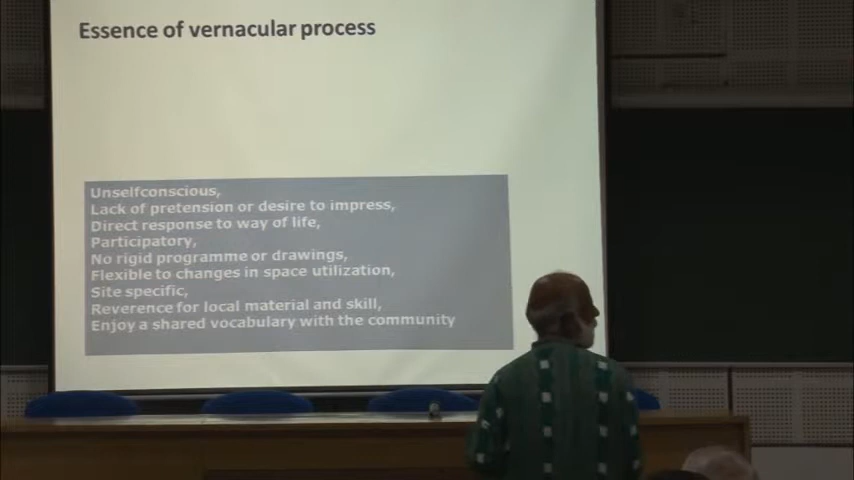 Essence of vernacular process
Unselfconscious,
Lack of pretension or desire to impress,
Direct response to way of life,
Participatory,
No rigid programme or drawings,
Flexible to changes in space utilization,
Site specific,
Reverence for local material and skill,
Enjoy a shared vocabulary with the community